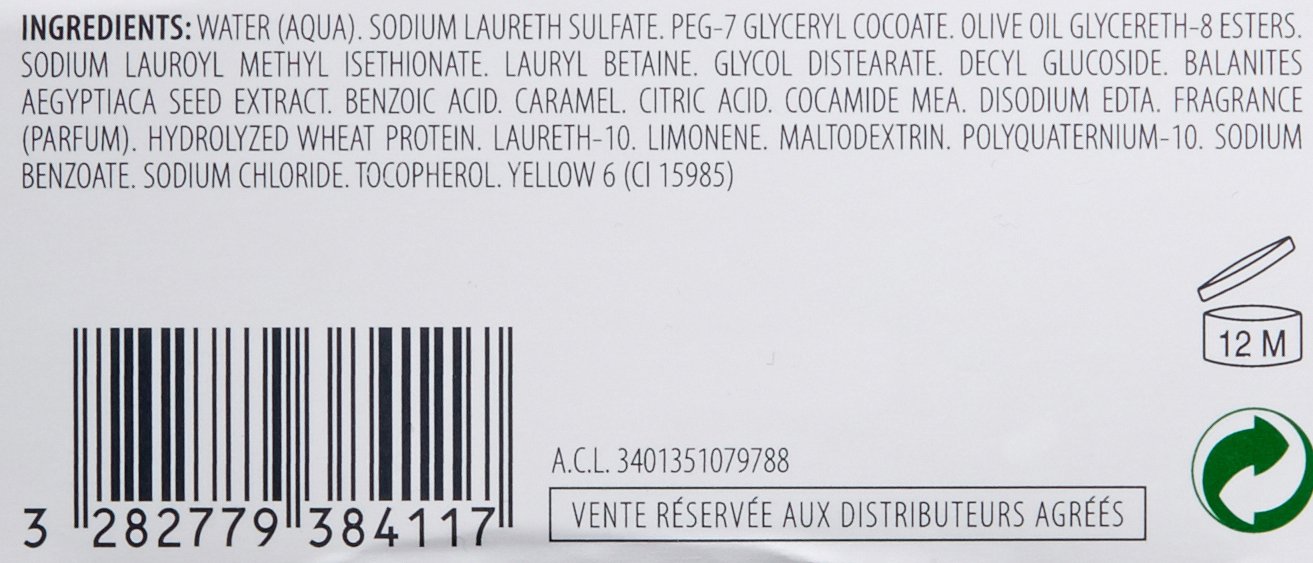 INGREDIENTS: WATER (AQUA). SODIUM LAURETH SULFATE. PEG-7 GLYCERYL COCOATE. OLIVE OIL GLYCERETH-8 ESTERS.
SODIUM LAUROYL METHYL ISETHIONATE. LAURYL BETAINE. GLYCOL DISTEARATE. DECYL GLUCOSIDE. BALANITES
AEGYPTIACA SEED EXTRACT. BENZOIC ACID. CARAMEL. CITRIC ACID. COCAMIDE MEA. DISODIUM EDTA. FRAGRANCE
(PARFUM). HYDROLYZED WHEAT PROTEIN. LAURETH-10. LIMONENE. MALTODEXTRIN. POLYQUATERNIUM-10. SODIUM
BENZOATE. SODIUM CHLORIDE. TOCOPHEROL. YELLOW 6 (CI 15985)
12 M
A.C.L. 3401351079788
VENTE RÉSERVÉE AUX DISTRIBUTEURS AGRÉÉS
3 282779 384117